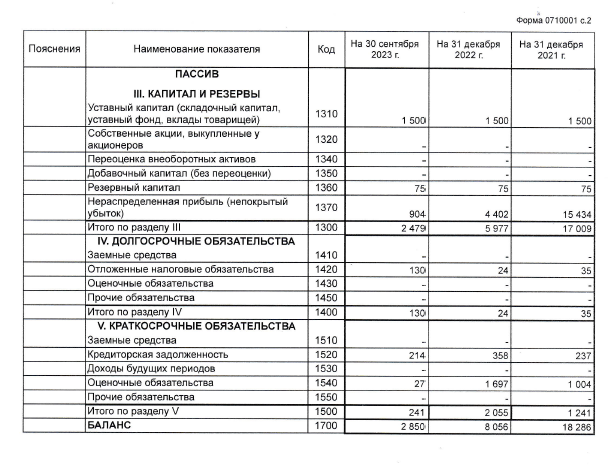 Форма 0710001 с.2
Пояснения Наименование показателя Код На 30 сентября 2023 г. На 31 декабря 2022 г. На 31 декабря 2021 г.
ПАССИВ
III. КАПИТАЛ И РЕЗЕРВЫ
Уставный капитал (складочный капитал,
уставный фонд, вклады товарищей) 1310 1 500 1 500 1 500
Собственные акции, выкупленные у
акционеров 1320 - - -
Переоценка внеоборотных активов 1340 - - -
Добавочный капитал (без переоценки) 1350 - - -
Резервный капитал 1360 75 75 75
Нераспределенная прибыль (непокрытый
убыток) 1370 904 4 402 15 434
Итого по разделу III 1300 2 479 5 977 17 009
IV. ДОЛГОСРОЧНЫЕ ОБЯЗАТЕЛЬСТВА
Заемные средства 1410 - - -
Отложенные налоговые обязательства 1420 130 24 35
Оценочные обязательства 1430 - - -
Прочие обязательства 1450 - - -
Итого по разделу IV 1400 130 24 35
V. КРАТКОСРОЧНЫЕ ОБЯЗАТЕЛЬСТВА
Заемные средства 1510 - - -
Кредиторская задолженность 1520 214 358 237
Доходы будущих периодов 1530 - - -
Оценочные обязательства 1540 27 1 697 1 004
Прочие обязательства 1550 - - -
Итого по разделу V 1500 241 2 055 1 241
БАЛАНС 1700 2 850 8 056 18 286